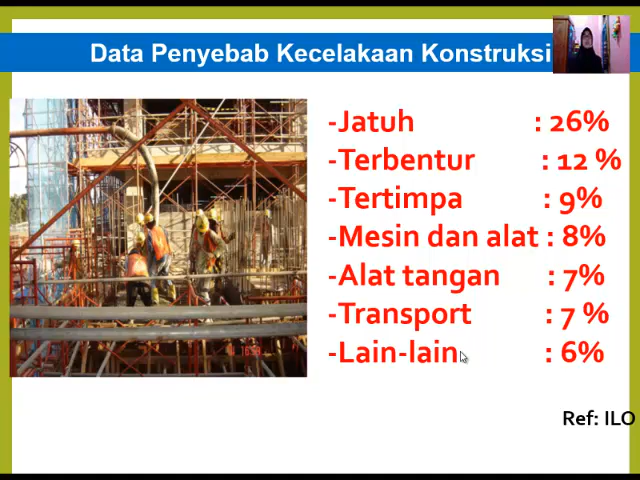 Data Penyebab Kecelakaan Konstruksi
-Jatuh : 26%
-Terbentur : 12 %
-Tertimpa : 9%
-Mesin dan alat : 8%
-Alat tangan : 7%
-Transport : 7 %
-Lain-lain : 6%
Ref: ILO